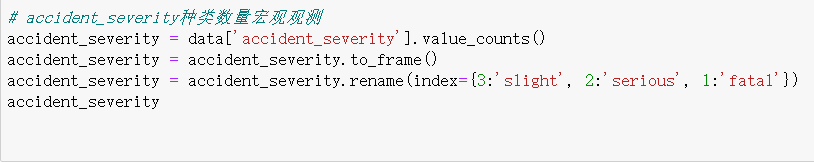 # accident_severity种类数量宏观观测
accident_severity = data['accident_severity'].value_counts()
accident_severity = accident_severity.to_frame()
accident_severity = accident_severity.rename(index={3:'slight', 2:'serious', 1:'fatal'})
accident_severity